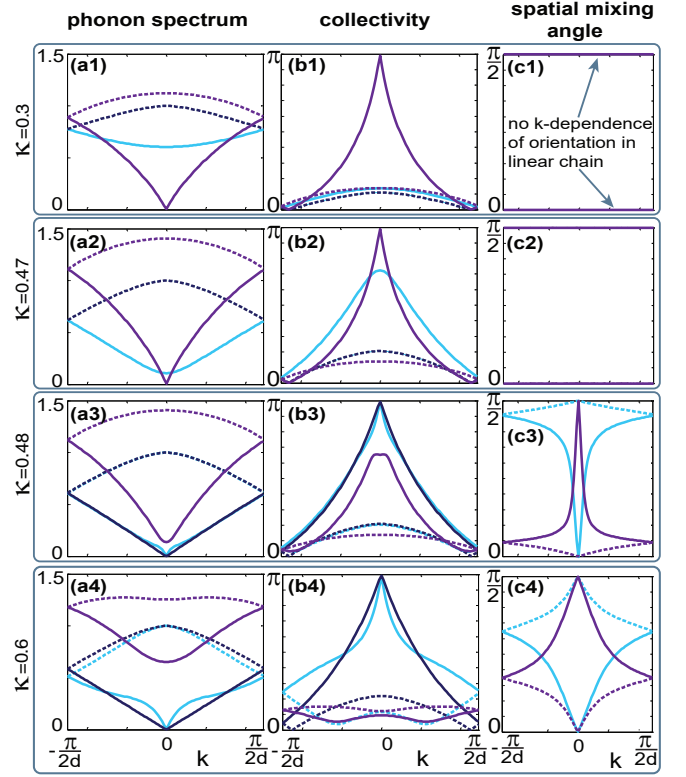 phonon spectrum
collectivity
spatial mixing
angle
κ=0.3
1.5
(a1)
0
π
(b1)
0
π
2
(c1)
no k-dependence
of orientation in
linear chain
0
κ=0.47
1.5
(a2)
0
π
(b2)
0
π
2
(c2)
0
κ=0.48
1.5
(a3)
0
π
(b3)
0
π
2
(c3)
0
κ=0.6
1.5
(a4)
0
π
(b4)
0
π
2
(c4)
0
-π/2d 0 k π/2d
-π/2d 0 k π/2d
-π/2d 0 k π/2d